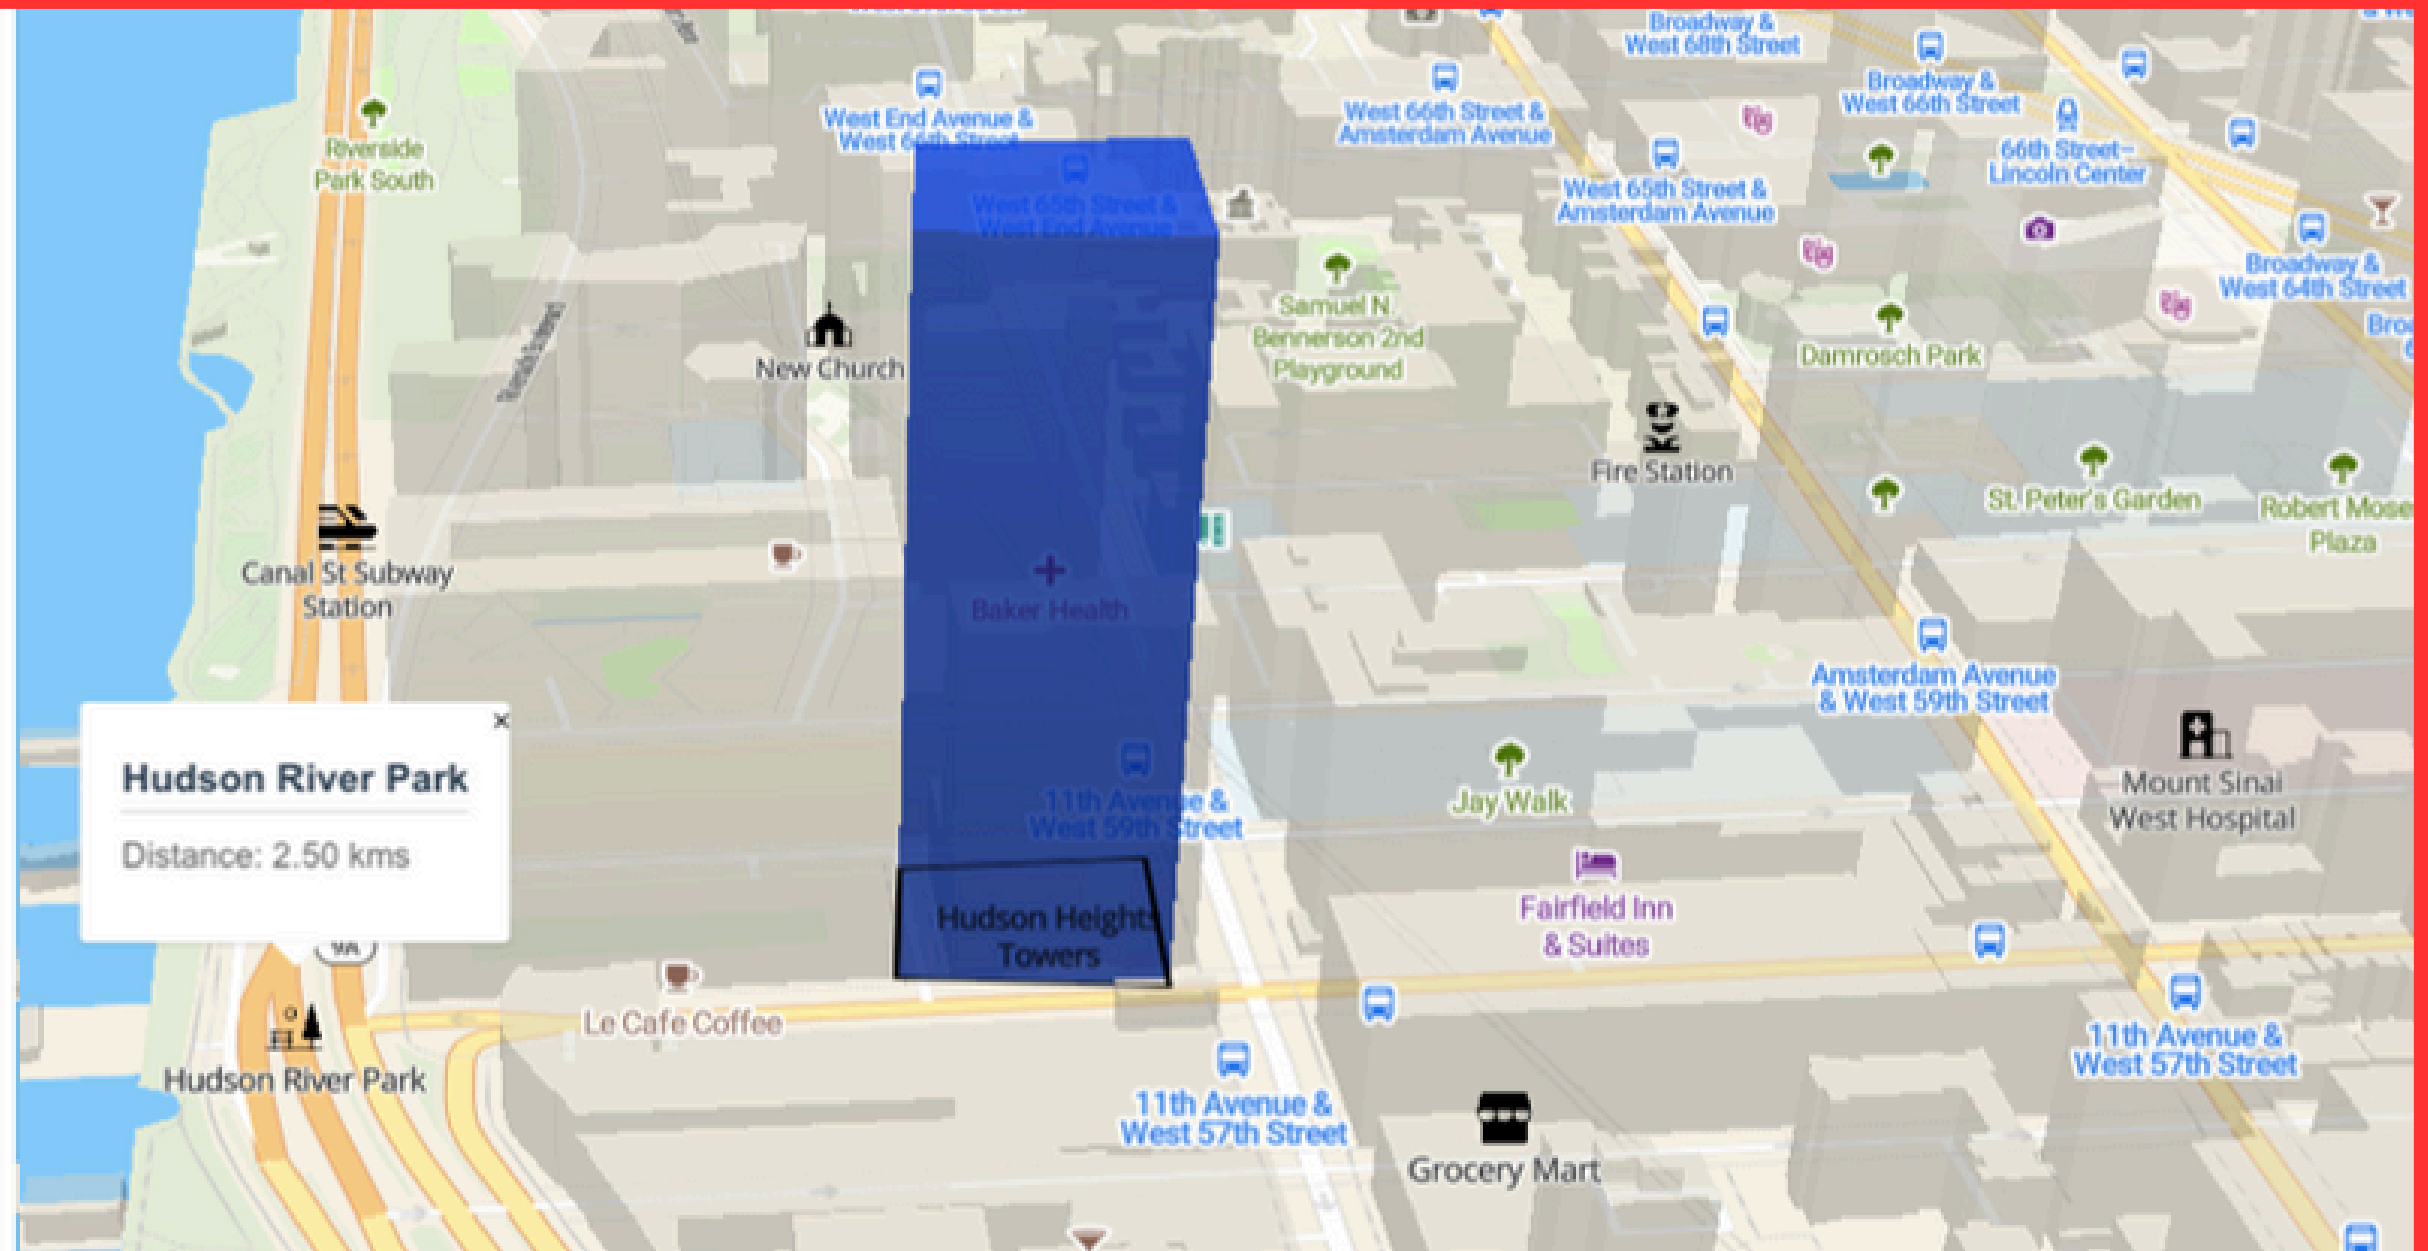 Broadway &
West 68th Street
Broadway &
West 66th Street
West End Avenue &
West 66th Street
West 66th Street &
Amsterdam Avenue
Riverside
Park South
66th Street–
Lincoln Center
West 65th Street &
Amsterdam Avenue
West 65th Street &
West End Avenue
Broadway &
West 64th Street
Samuel N.
Bennerson 2nd
Playground
Damrosch Park
New Church
Fire Station
St. Peter's Garden
Robert Mose
Plaza
Canal St Subway
Station
Baker Health
Amsterdam Avenue
& West 59th Street
×
Hudson River Park
Distance: 2.50 kms
Mount Sinai
West Hospital
Jay Walk
11th Avenue &
West 59th Street
Fairfield Inn
& Suites
Hudson Heights
Towers
9A
Le Cafe Coffee
Hudson River Park
11th Avenue &
West 57th Street
11th Avenue &
West 57th Street
Grocery Mart